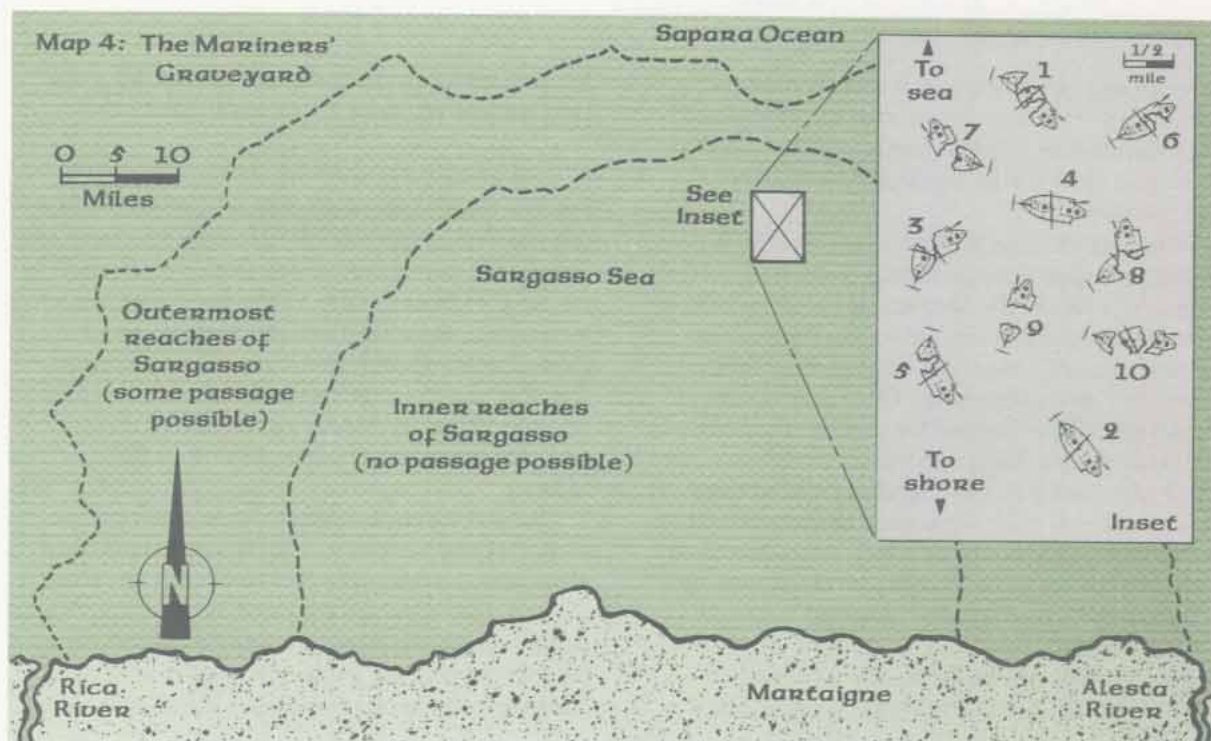 Map 4: The Mariners'
Graveyard
Sapara Ocean
0 5 10
Miles
See
Inset
Sargasso Sea
Outermost
reaches of
Sargasso
(some passage
possible)
Inner reaches
of Sargasso
(no passage possible)
N
Rica
River
Martaigne
Alesta
River
To
sea
1/2
mile
1
6
7
4
3
8
9
10
5
2
To
shore
Inset